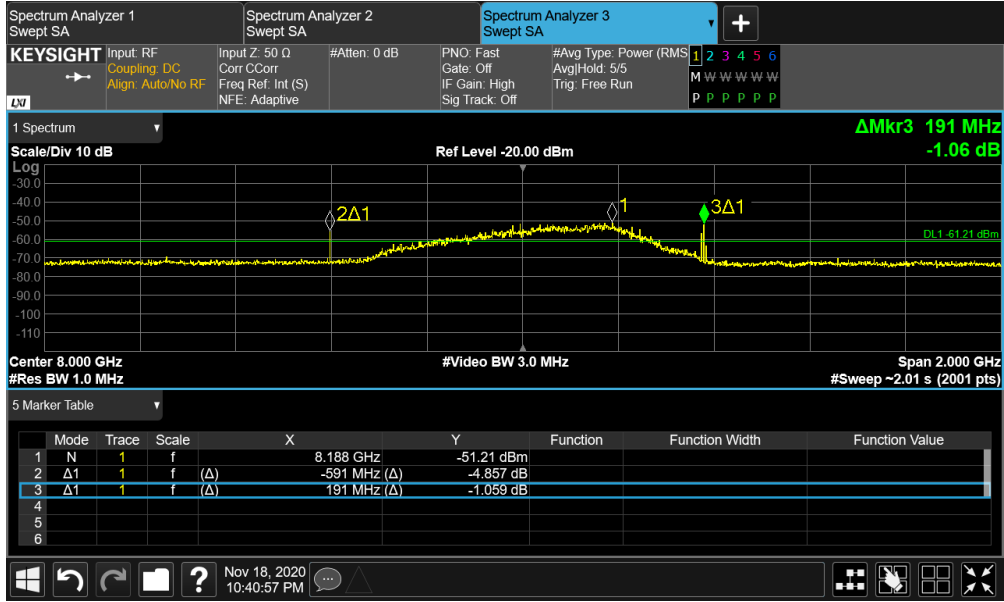 Spectrum Analyzer 1
Swept SA
Spectrum Analyzer 2
Swept SA
Spectrum Analyzer 3
Swept SA
▼
+
KEYSIGHT
LXI
Input: RF
Coupling: DC
Align: Auto/No RF
Input Z: 50 Ω
Corr CCorr
Freq Ref: Int (S)
NFE: Adaptive
#Atten: 0 dB
PNO: Fast
Gate: Off
IF Gain: High
Sig Track: Off
#Avg Type: Power (RMS
Avg|Hold: 5/5
Trig: Free Run
1 2 3 4 5 6
M W W W W W
P P P P P P
1 Spectrum ▼
ΔMkr3 191 MHz
-1.06 dB
Scale/Div 10 dB
Ref Level -20.00 dBm
Log
-30.0
-40.0
-50.0
-60.0
-70.0
-80.0
-90.0
-100
-110
2Δ1
1
3Δ1
DL1 -61.21 dBm
Center 8.000 GHz
#Video BW 3.0 MHz
Span 2.000 GHz
#Res BW 1.0 MHz
#Sweep ~2.01 s (2001 pts)
5 Marker Table ▼
Mode Trace Scale X Y Function Function Width Function Value
1 N 1 f 8.188 GHz -51.21 dBm
2 Δ1 1 f (Δ) -591 MHz (Δ) -4.857 dB
3 Δ1 1 f (Δ) 191 MHz (Δ) -1.059 dB
4
5
6
?
Nov 18, 2020
10:40:57 PM